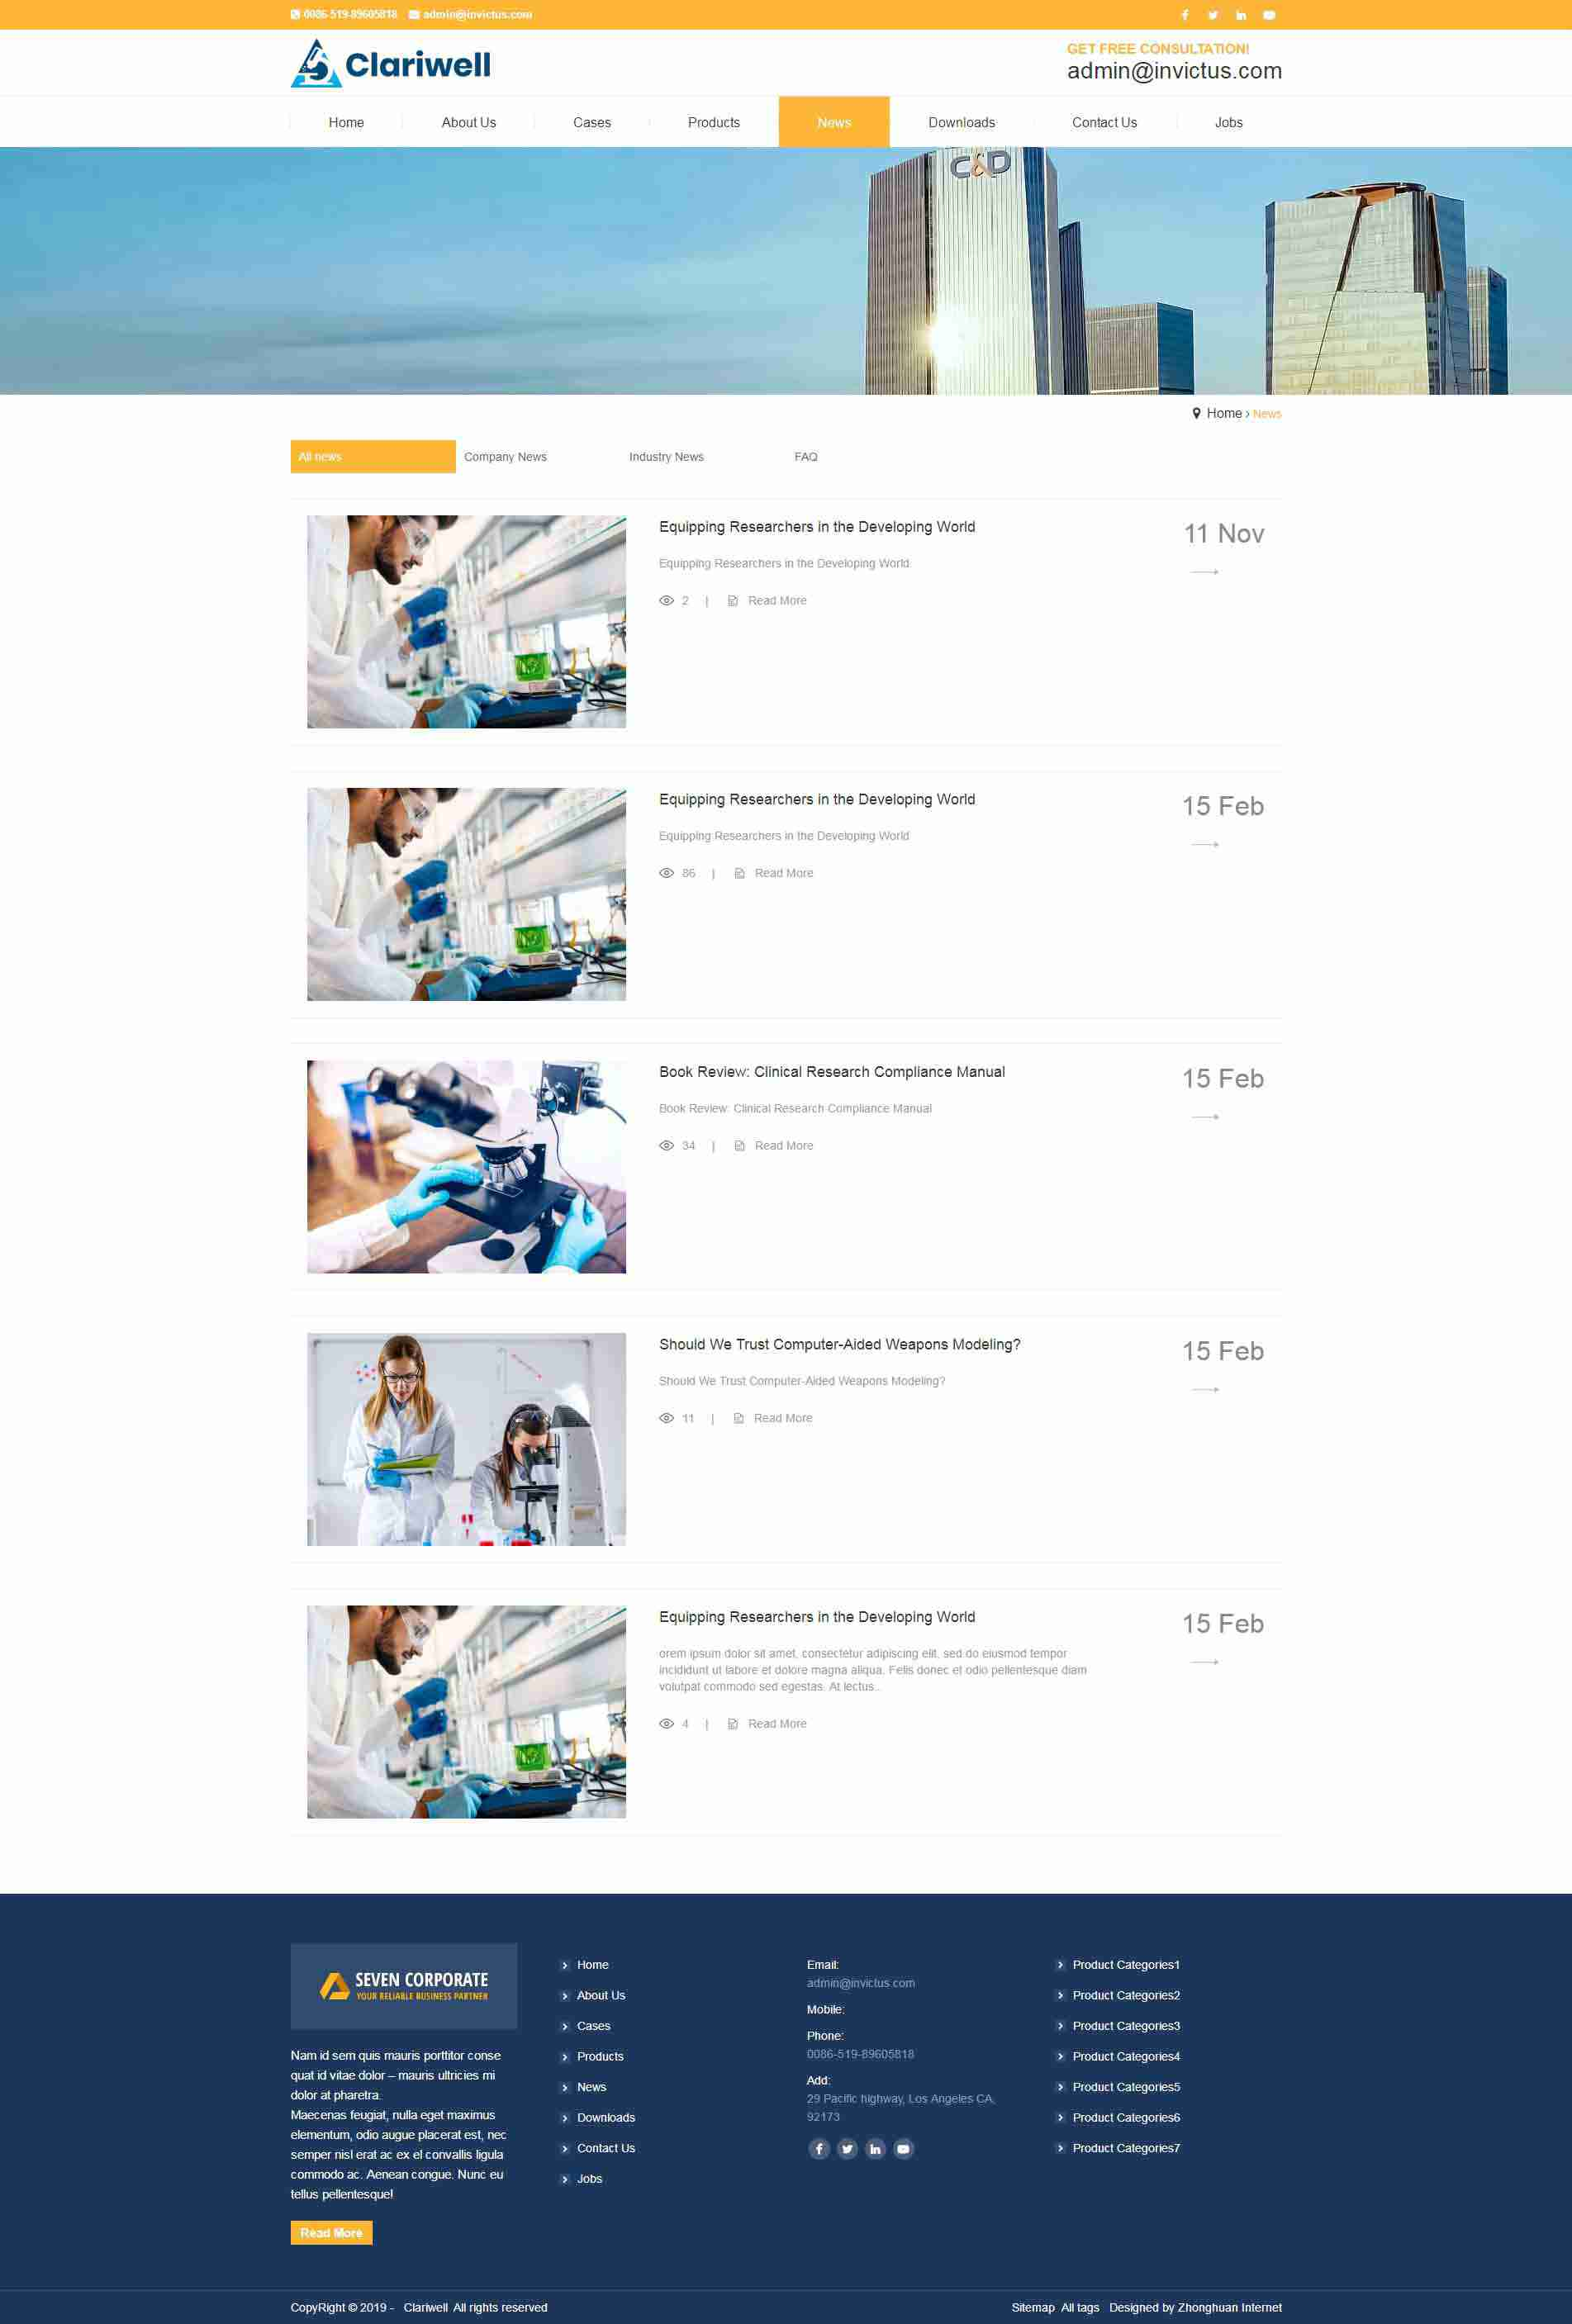 0086-519-89605818 admin@invictus.com
Clariwell
GET FREE CONSULTATION!
admin@invictus.com
Home About Us Cases Products News Downloads Contact Us Jobs
C&D
Home › News
All news Company News Industry News FAQ
Equipping Researchers in the Developing World
11 Nov
Equipping Researchers in the Developing World
2 | Read More
Equipping Researchers in the Developing World
15 Feb
Equipping Researchers in the Developing World
86 | Read More
Book Review: Clinical Research Compliance Manual
15 Feb
Book Review: Clinical Research Compliance Manual
34 | Read More
Should We Trust Computer-Aided Weapons Modeling?
15 Feb
Should We Trust Computer-Aided Weapons Modeling?
11 | Read More
Equipping Researchers in the Developing World
15 Feb
orem ipsum dolor sit amet, consectetur adipiscing elit, sed do eiusmod tempor
incididunt ut labore et dolore magna aliqua. Felis donec et odio pellentesque diam
volutpat commodo sed egestas. At lectus...
4 | Read More
SEVEN CORPORATE
YOUR RELIABLE BUSINESS PARTNER
Nam id sem quis mauris porttitor conse
quat id vitae dolor – mauris ultricies mi
dolor at pharetra.
Maecenas feugiat, nulla eget maximus
elementum, odio augue placerat est, nec
semper nisl erat ac ex el convallis ligula
commodo ac. Aenean congue. Nunc eu
tellus pellentesque!
Read More
Home
About Us
Cases
Products
News
Downloads
Contact Us
Jobs
Email:
admin@invictus.com
Mobile:
Phone:
0086-519-89605818
Add:
29 Pacific highway, Los Angeles CA,
92173
Product Categories1
Product Categories2
Product Categories3
Product Categories4
Product Categories5
Product Categories6
Product Categories7
CopyRight © 2019 - Clariwell All rights reserved
Sitemap All tags Designed by Zhonghuan Internet